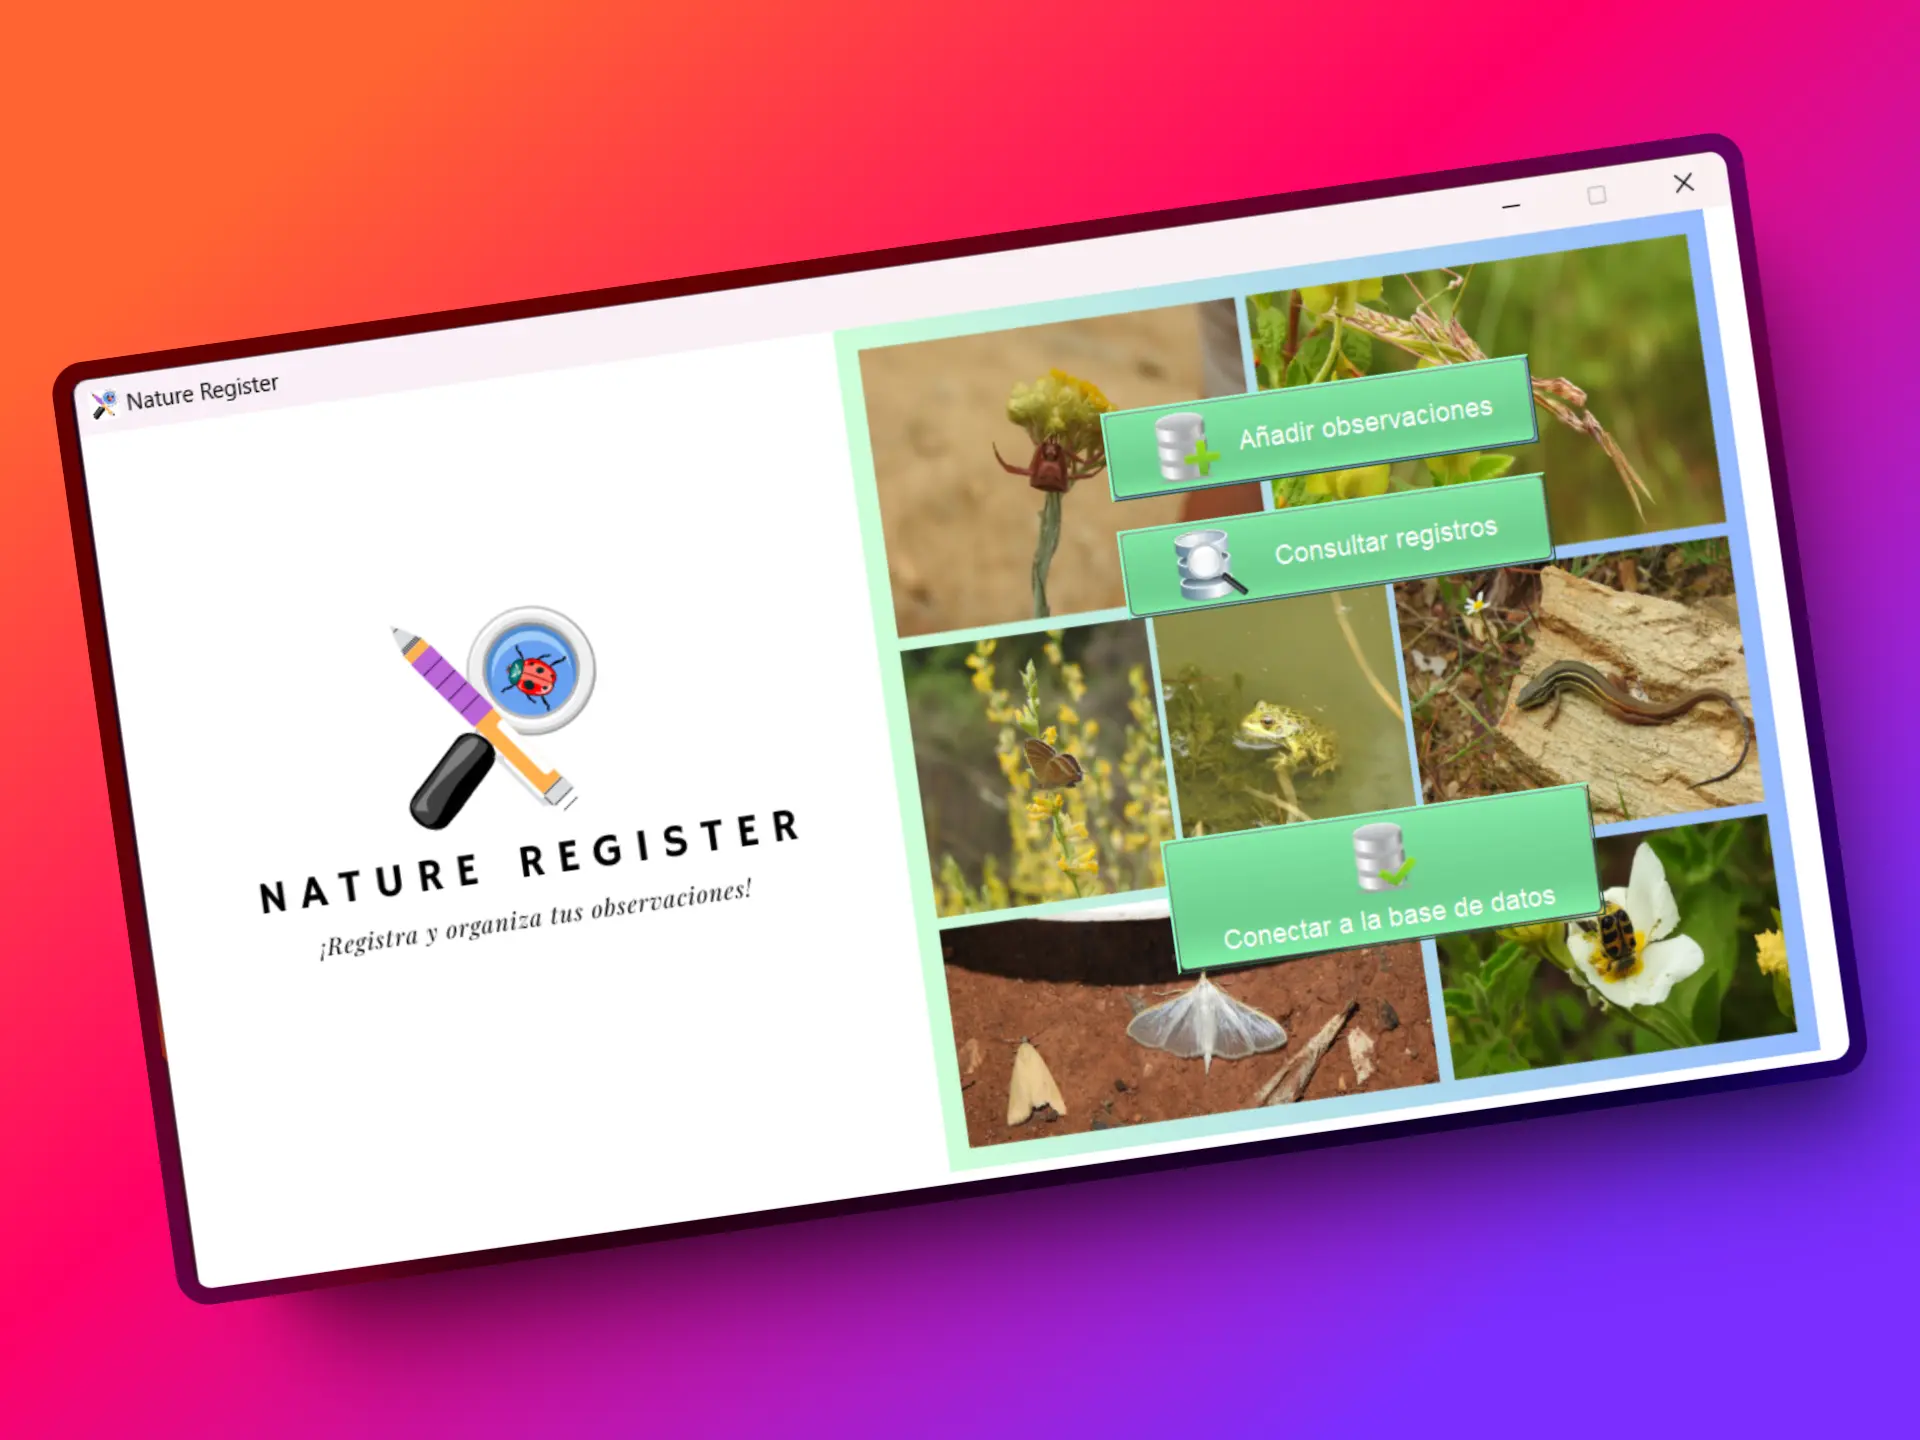 Nature Register
NATURE REGISTER
¡Registra y organiza tus observaciones!
Añadir observaciones
Consultar registros
Conectar a la base de datos